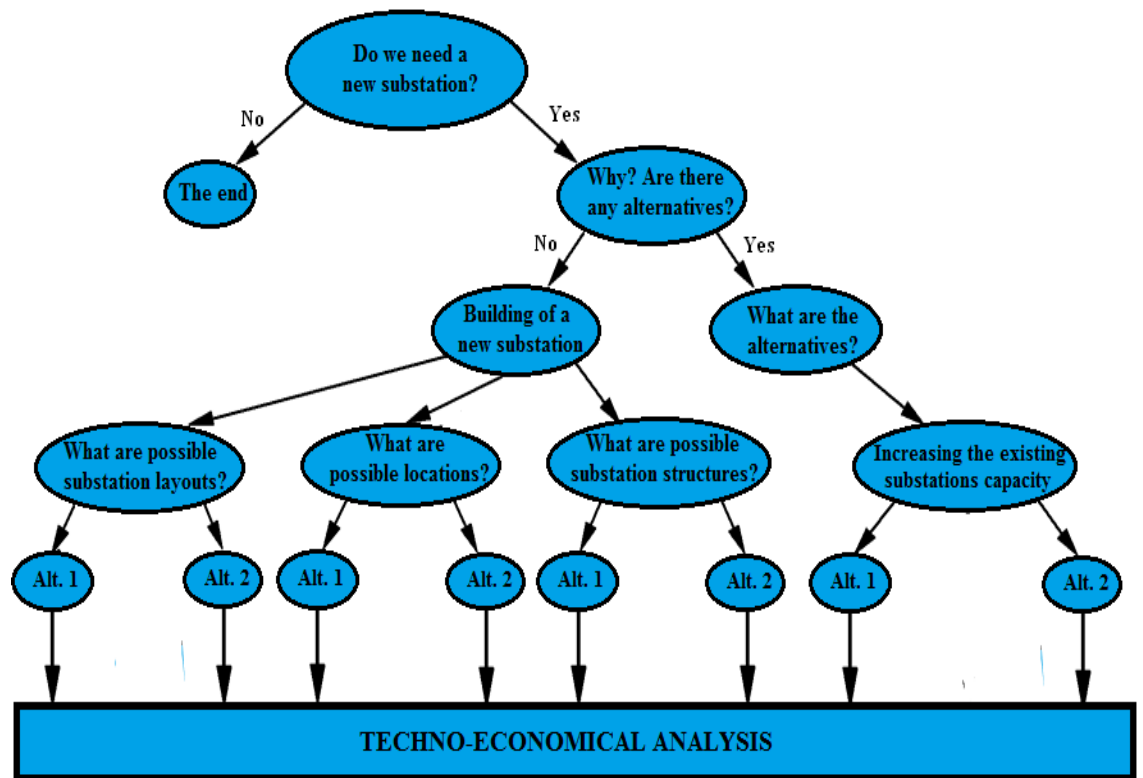 Do we need a
new substation?
No
Yes
The end
Why? Are there
any alternatives?
No
Yes
Building of a
new substation
What are the
alternatives?
What are possible
substation layouts?
What are
possible locations?
What are possible
substation structures?
Increasing the existing
substations capacity
Alt. 1
Alt. 2
Alt. 1
Alt. 2
Alt. 1
Alt. 2
Alt. 1
Alt. 2
TECHNO-ECONOMICAL ANALYSIS